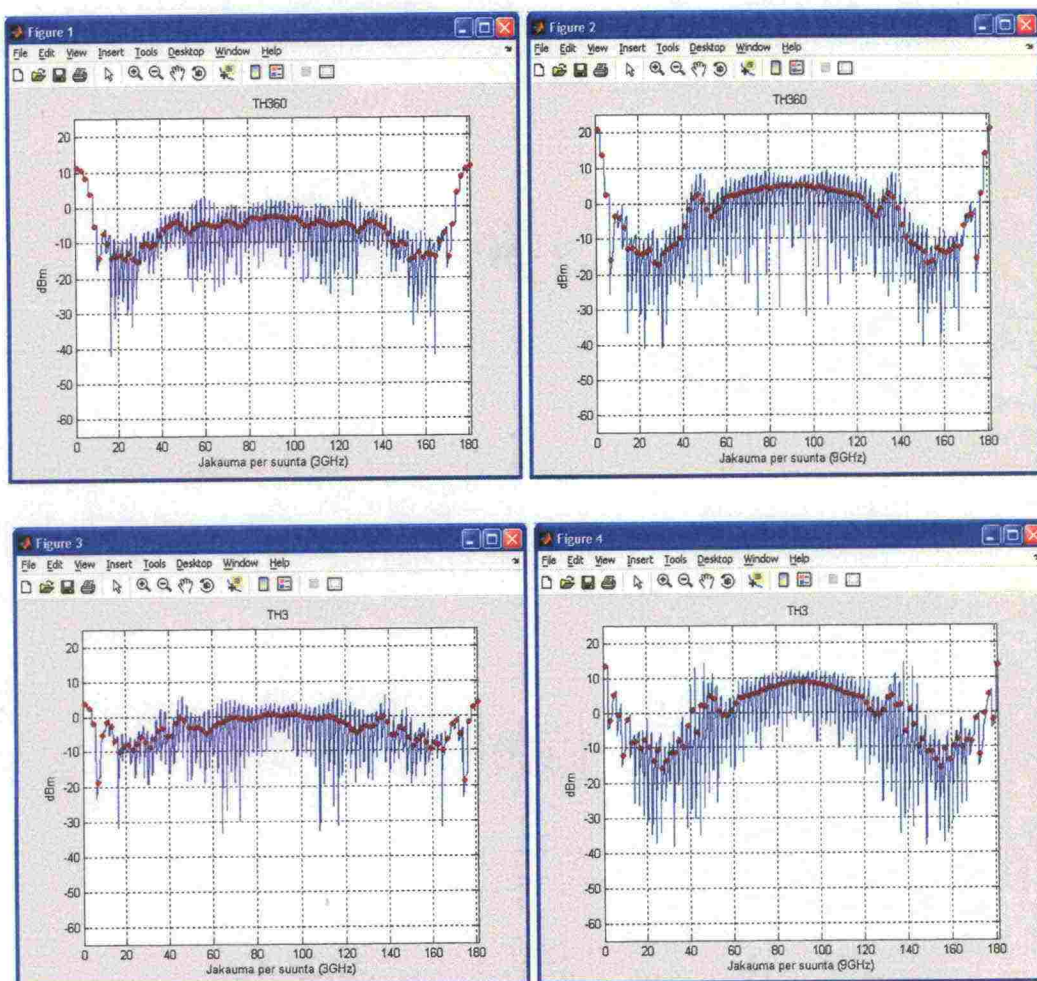 Figure 1
File Edit View Insert Tools Desktop Window Help
TH360
20
10
0
-10
-20
-30
-40
-50
-60
dBm
0 20 40 60 80 100 120 140 160 180
Jakauma per suunta (3GHz)
Figure 2
File Edit View Insert Tools Desktop Window Help
TH360
20
10
0
-10
-20
-30
-40
-50
-60
dBm
0 20 40 60 80 100 120 140 160 180
Jakauma per suunta (9GHz)
Figure 3
File Edit View Insert Tools Desktop Window Help
TH3
20
10
0
-10
-20
-30
-40
-50
-60
dBm
0 20 40 60 80 100 120 140 160 180
Jakauma per suunta (3GHz)
Figure 4
File Edit View Insert Tools Desktop Window Help
TH3
20
10
0
-10
-20
-30
-40
-50
-60
dBm
0 20 40 60 80 100 120 140 160 180
Jakauma per suunta (9GHz)